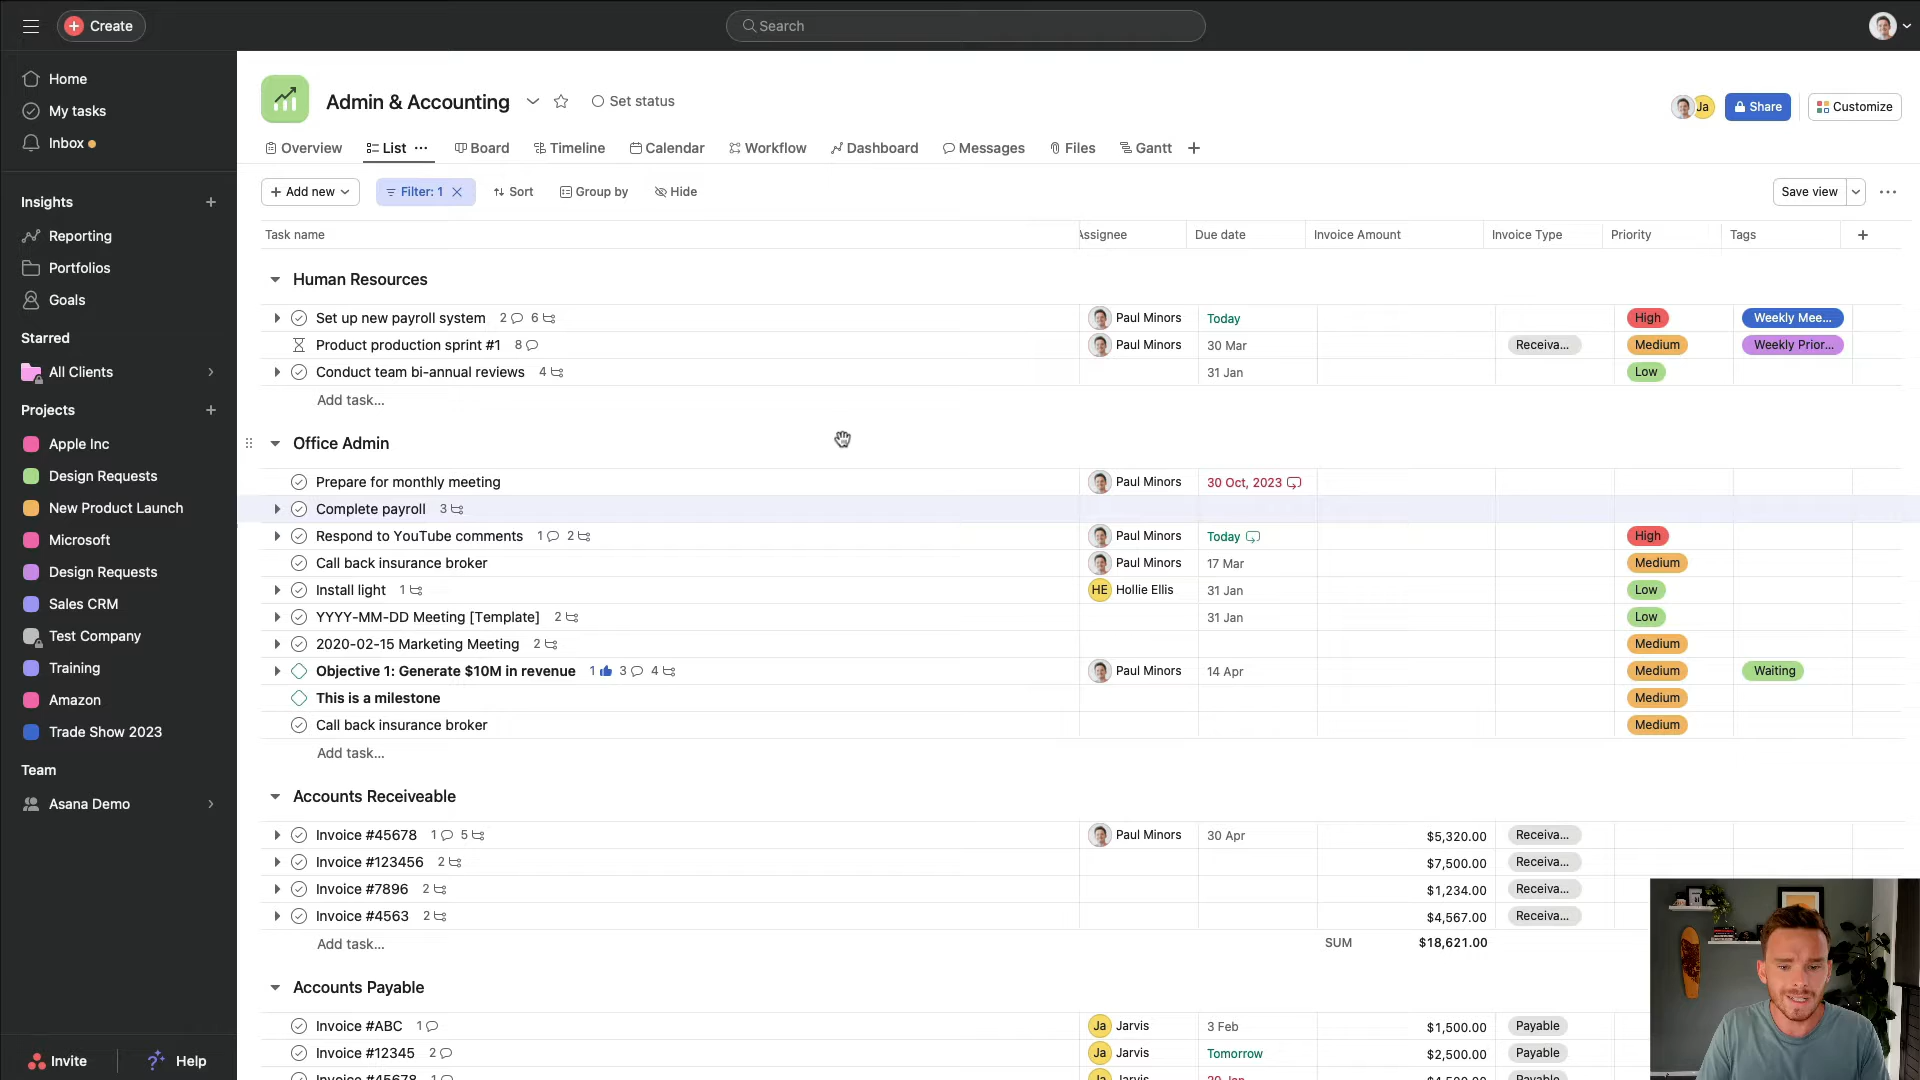 Create
Search
Home
My tasks
Inbox
Insights
Reporting
Portfolios
Goals
Starred
All Clients
Projects
Apple Inc
Design Requests
New Product Launch
Microsoft
Design Requests
Sales CRM
Test Company
Training
Amazon
Trade Show 2023
Team
Asana Demo
Invite
Help
Admin & Accounting
Set status
Ja
Share
Customize
Overview List Board Timeline Calendar Workflow Dashboard Messages Files Gantt
Add new Filter: 1 Sort Group by Hide Save view
Task name Assignee Due date Invoice Amount Invoice Type Priority Tags
Human Resources
Set up new payroll system 2 6 Paul Minors Today High Weekly Mee...
Product production sprint #1 8 Paul Minors 30 Mar Receiva... Medium Weekly Prior...
Conduct team bi-annual reviews 4 31 Jan Low
Add task...
Office Admin
Prepare for monthly meeting Paul Minors 30 Oct, 2023
Complete payroll 3
Respond to YouTube comments 1 2 Paul Minors Today High
Call back insurance broker Paul Minors 17 Mar Medium
Install light 1 HE Hollie Ellis 31 Jan Low
YYYY-MM-DD Meeting [Template] 2 31 Jan Low
2020-02-15 Marketing Meeting 2 Medium
Objective 1: Generate $10M in revenue 1 3 4 Paul Minors 14 Apr Medium Waiting
This is a milestone Medium
Call back insurance broker Medium
Add task...
Accounts Receiveable
Invoice #45678 1 5 Paul Minors 30 Apr $5,320.00 Receiva...
Invoice #123456 2 $7,500.00 Receiva...
Invoice #7896 2 $1,234.00 Receiva...
Invoice #4563 2 $4,567.00 Receiva...
Add task... SUM $18,621.00
Accounts Payable
Invoice #ABC 1 Ja Jarvis 3 Feb $1,500.00 Payable
Invoice #12345 2 Ja Jarvis Tomorrow $2,500.00 Payable
Invoice #45678 1 Ja Jarvis Payable